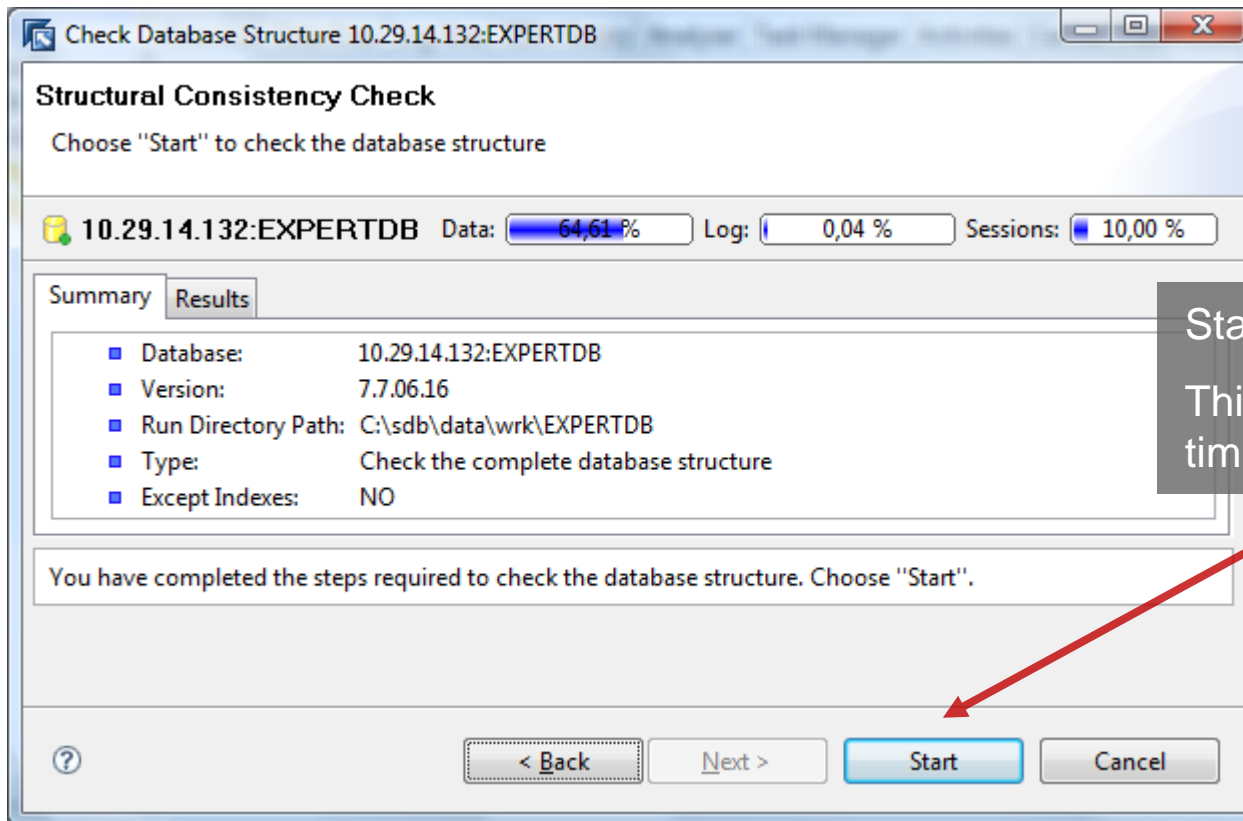 Check Database Structure 10.29.14.132:EXPERTDB
Structural Consistency Check
Choose "Start" to check the database structure
10.29.14.132:EXPERTDB Data: 64,61 % Log: 0,04 % Sessions: 10,00 %
Summary Results
Database: 10.29.14.132:EXPERTDB
Version: 7.7.06.16
Run Directory Path: C:\sdb\data\wrk\EXPERTDB
Type: Check the complete database structure
Except Indexes: NO
Sta
Thi
tim
You have completed the steps required to check the database structure. Choose "Start".
< Back Next > Start Cancel